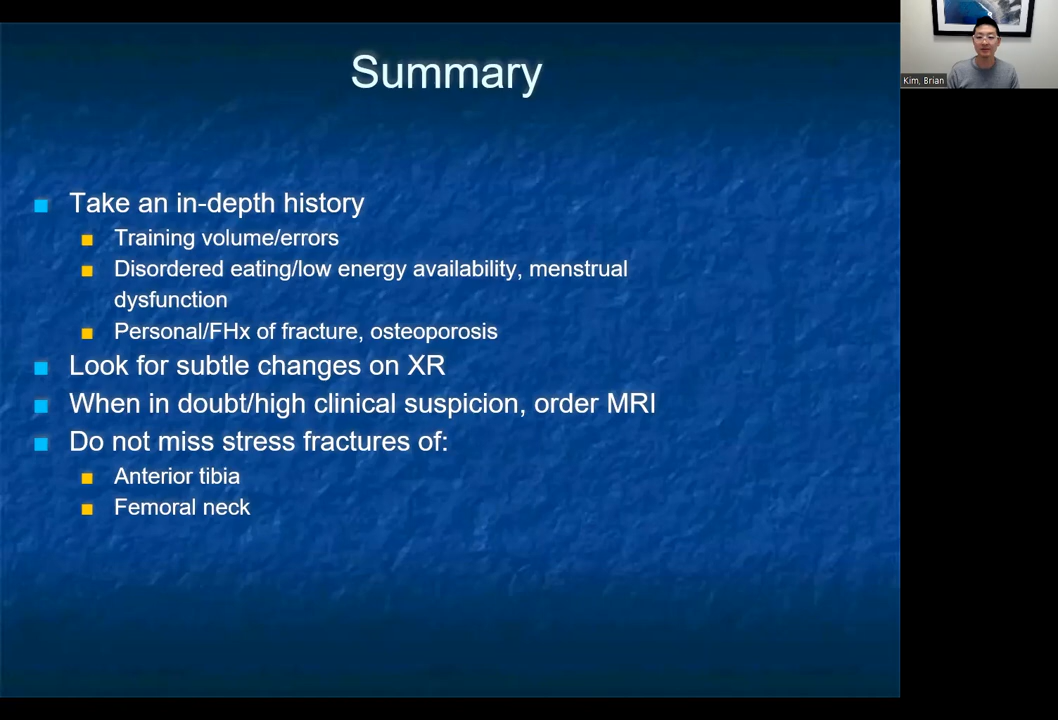 Summary
Take an in-depth history
Training volume/errors
Disordered eating/low energy availability, menstrual
dysfunction
Personal/FHx of fracture, osteoporosis
Look for subtle changes on XR
When in doubt/high clinical suspicion, order MRI
Do not miss stress fractures of:
Anterior tibia
Femoral neck
Kim, Brian